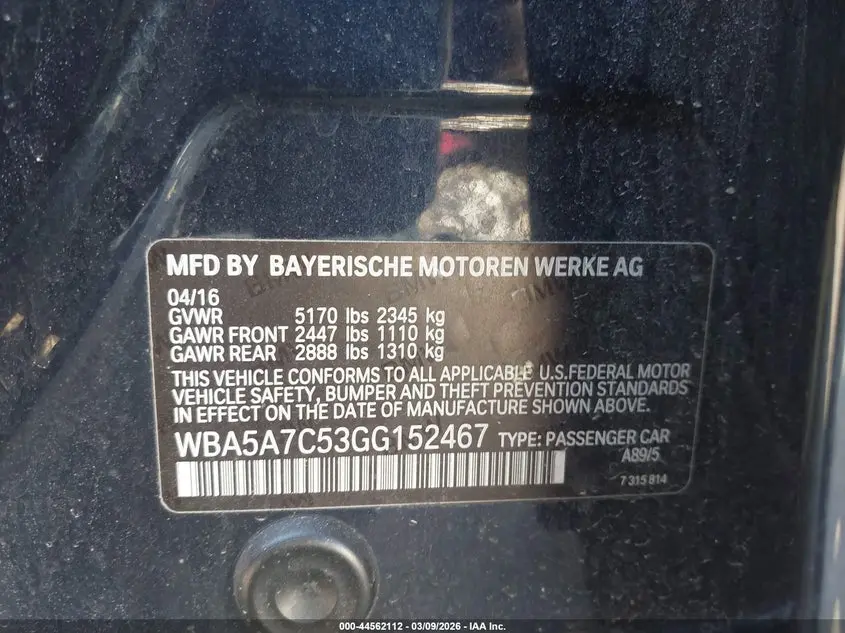 MFD BY BAYERISCHE MOTOREN WERKE AG
04/16
GVWR 5170 lbs 2345 kg
GAWR FRONT 2447 lbs 1110 kg
GAWR REAR 2888 lbs 1310 kg
THIS VEHICLE CONFORMS TO ALL APPLICABLE U.S.FEDERAL MOTOR
VEHICLE SAFETY, BUMPER AND THEFT PREVENTION STANDARDS
IN EFFECT ON THE DATE OF MANUFACTURE SHOWN ABOVE.
WBA5A7C53GG152467 TYPE: PASSENGER CAR
A89/5
7 315 814
000-44562112 | 03/09/2026 - IAA Inc.